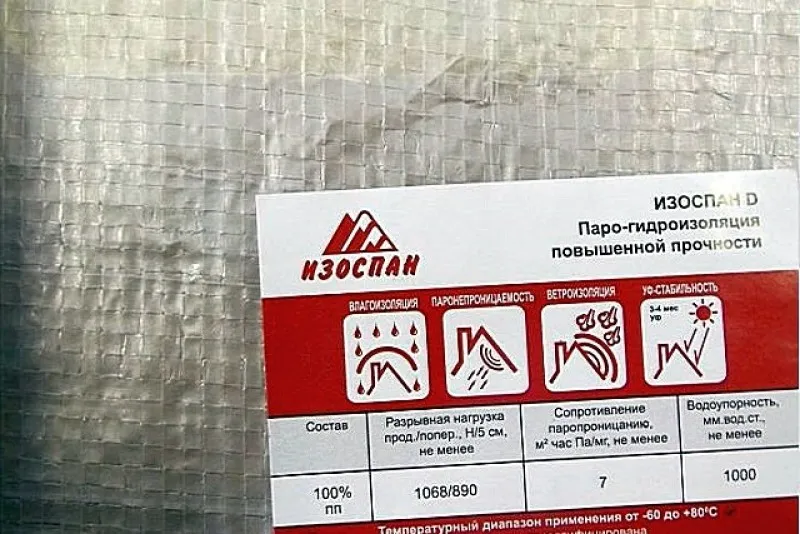 ИЗОСПАН D
Паро-гидроизоляция
повышенной прочности
ИЗОСПАН
ВЛАГОИЗОЛЯЦИЯ
ПАРОНЕПРОНИЦАЕМОСТЬ
ВЕТРОИЗОЛЯЦИЯ
УФ-СТАБИЛЬНОСТЬ
3-4 мес
УФ
Состав
Разрывная нагрузка
прод./попер., Н/5 см,
не менее
Сопротивление
паропроницанию,
м² час Па/мг, не менее
Водоупорность,
мм.вод.ст.,
не менее
100%
ПП
1068/890
7
1000
Температурный диапазон применения от -60 до +80°С